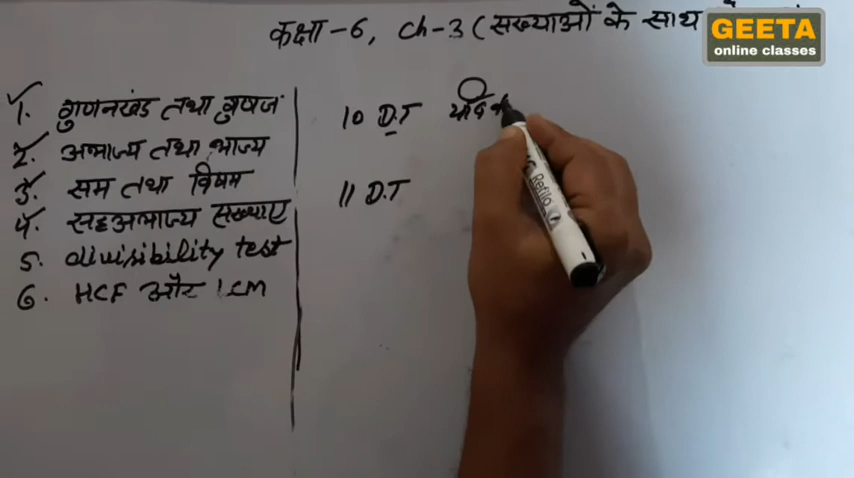 कक्षा-6, Ch-3 (संख्याओं के साथ
GEETA
online classes
1. गुणनखंड तथा गुणज
2. अभाज्य तथा भाज्य
3. सम तथा विषम
4. सहअभाज्य संख्याए
5. divisibility test
6. HCF और LCM
10 D.T
11 D.T